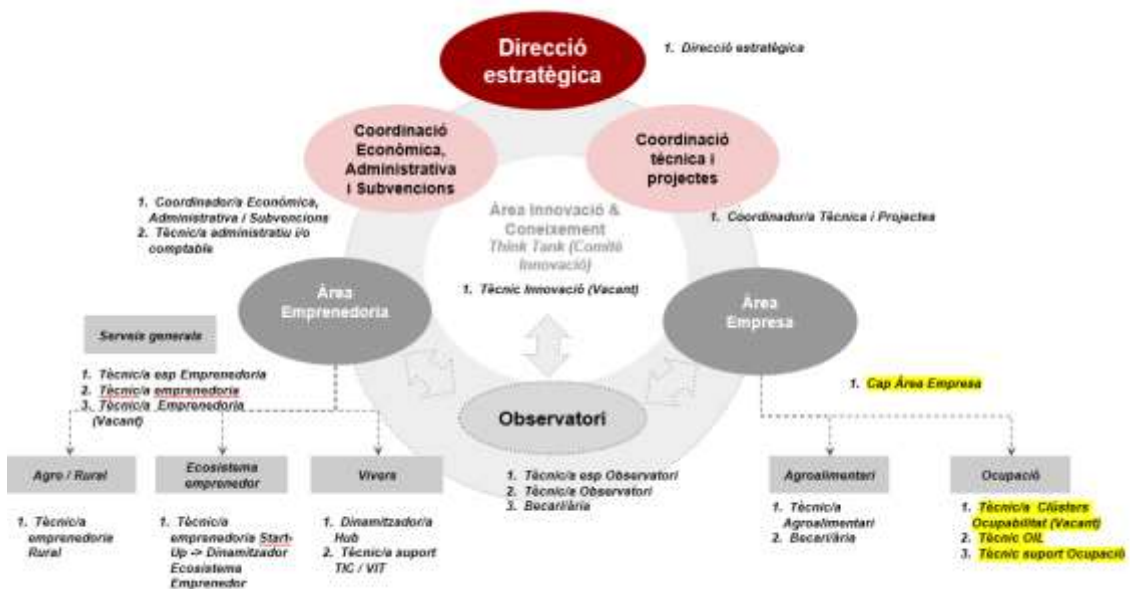 Direcció
estratègica
1. Direcció estratègica
Coordinació
Econòmica,
Administrativa
i Subvencions
Coordinació
tècnica i
projectes
1. Coordinador/a Econòmica,
Administrativa i Subvencions
2. Tècnic/a administratiu i/o
comptable
Àrea Innovació &
Coneixement
Think Tank (Comitè
Innovació)
1. Tècnic Innovació (Vacant)
1. Coordinador/a Tècnica i Projectes
Àrea
Emprenedoria
Àrea
Empresa
Serveis generals
1. Tècnic/a esp Emprenedoria
2. Tècnic/a emprenedoria
3. Tècnic/a Emprenedoria
(Vacant)
1. Cap Àrea Empresa
Observatori
1. Tècnic/a esp Observatori
2. Tècnic/a Observatori
3. Becari/ària
Agro / Rural
1. Tècnic/a
emprenedoria
Rural
Ecosistema
emprenedor
1. Tècnic/a
emprenedoria Start-
Up -> Dinamitzador
Ecosistema
Emprenedor
Vivers
1. Dinamitzador/a
Hub
2. Tècnic/a suport
TIC / VIT
Agroalimentari
1. Tècnic/a
Agroalimentari
2. Becari/ària
Ocupació
1. Tècnic/a Clústers
Ocupabilitat (Vacant)
2. Tècnic OIL
3. Tècnic suport Ocupació